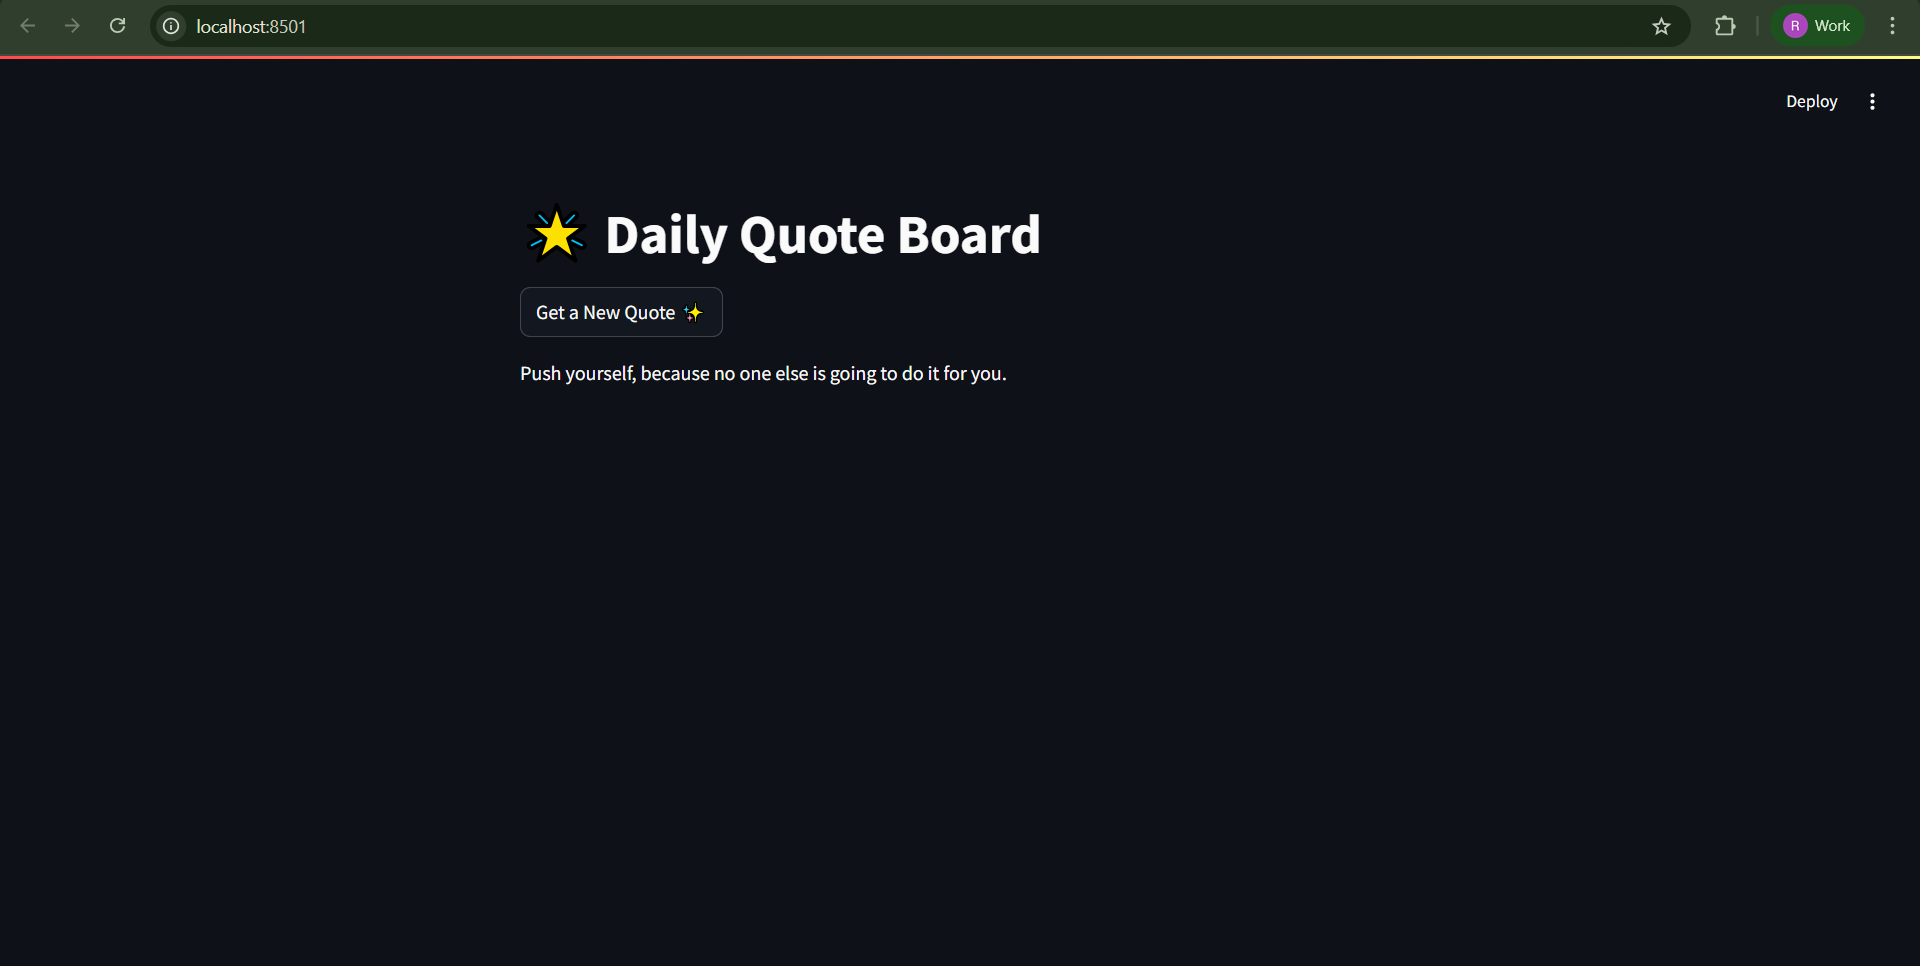 localhost:8501
R Work
Deploy
Daily Quote Board
Get a New Quote ✨
Push yourself, because no one else is going to do it for you.